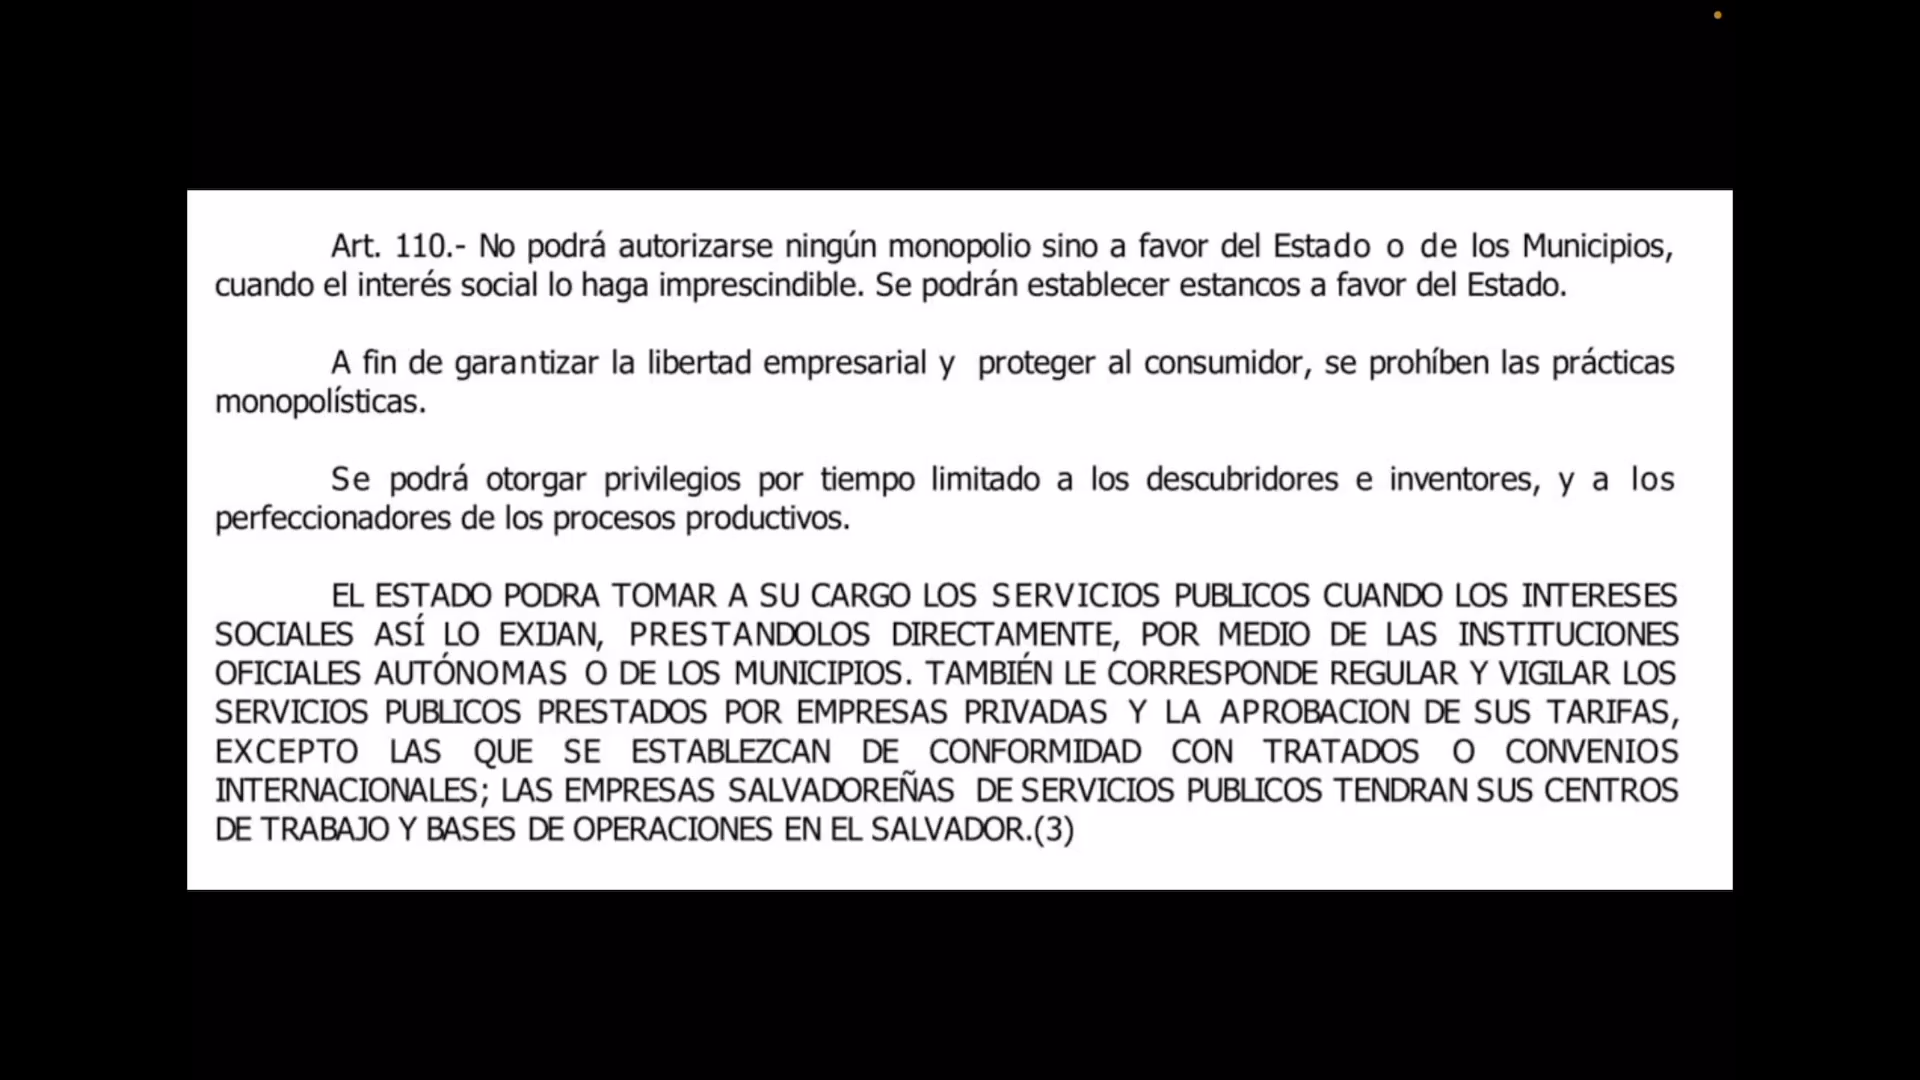 Art. 110.- No podrá autorizarse ningún monopolio sino a favor del Estado o de los Municipios,
cuando el interés social lo haga imprescindible. Se podrán establecer estancos a favor del Estado.
A fin de garantizar la libertad empresarial y proteger al consumidor, se prohíben las prácticas
monopolísticas.
Se podrá otorgar privilegios por tiempo limitado a los descubridores e inventores, y a los
perfeccionadores de los procesos productivos.
EL ESTADO PODRA TOMAR A SU CARGO LOS SERVICIOS PUBLICOS CUANDO LOS INTERESES
SOCIALES ASÍ LO EXIJAN, PRESTANDOLOS DIRECTAMENTE, POR MEDIO DE LAS INSTITUCIONES
OFICIALES AUTÓNOMAS O DE LOS MUNICIPIOS. TAMBIÉN LE CORRESPONDE REGULAR Y VIGILAR LOS
SERVICIOS PUBLICOS PRESTADOS POR EMPRESAS PRIVADAS Y LA APROBACION DE SUS TARIFAS,
EXCEPTO LAS QUE SE ESTABLEZCAN DE CONFORMIDAD CON TRATADOS O CONVENIOS
INTERNACIONALES; LAS EMPRESAS SALVADOREÑAS DE SERVICIOS PUBLICOS TENDRAN SUS CENTROS
DE TRABAJO Y BASES DE OPERACIONES EN EL SALVADOR.(3)